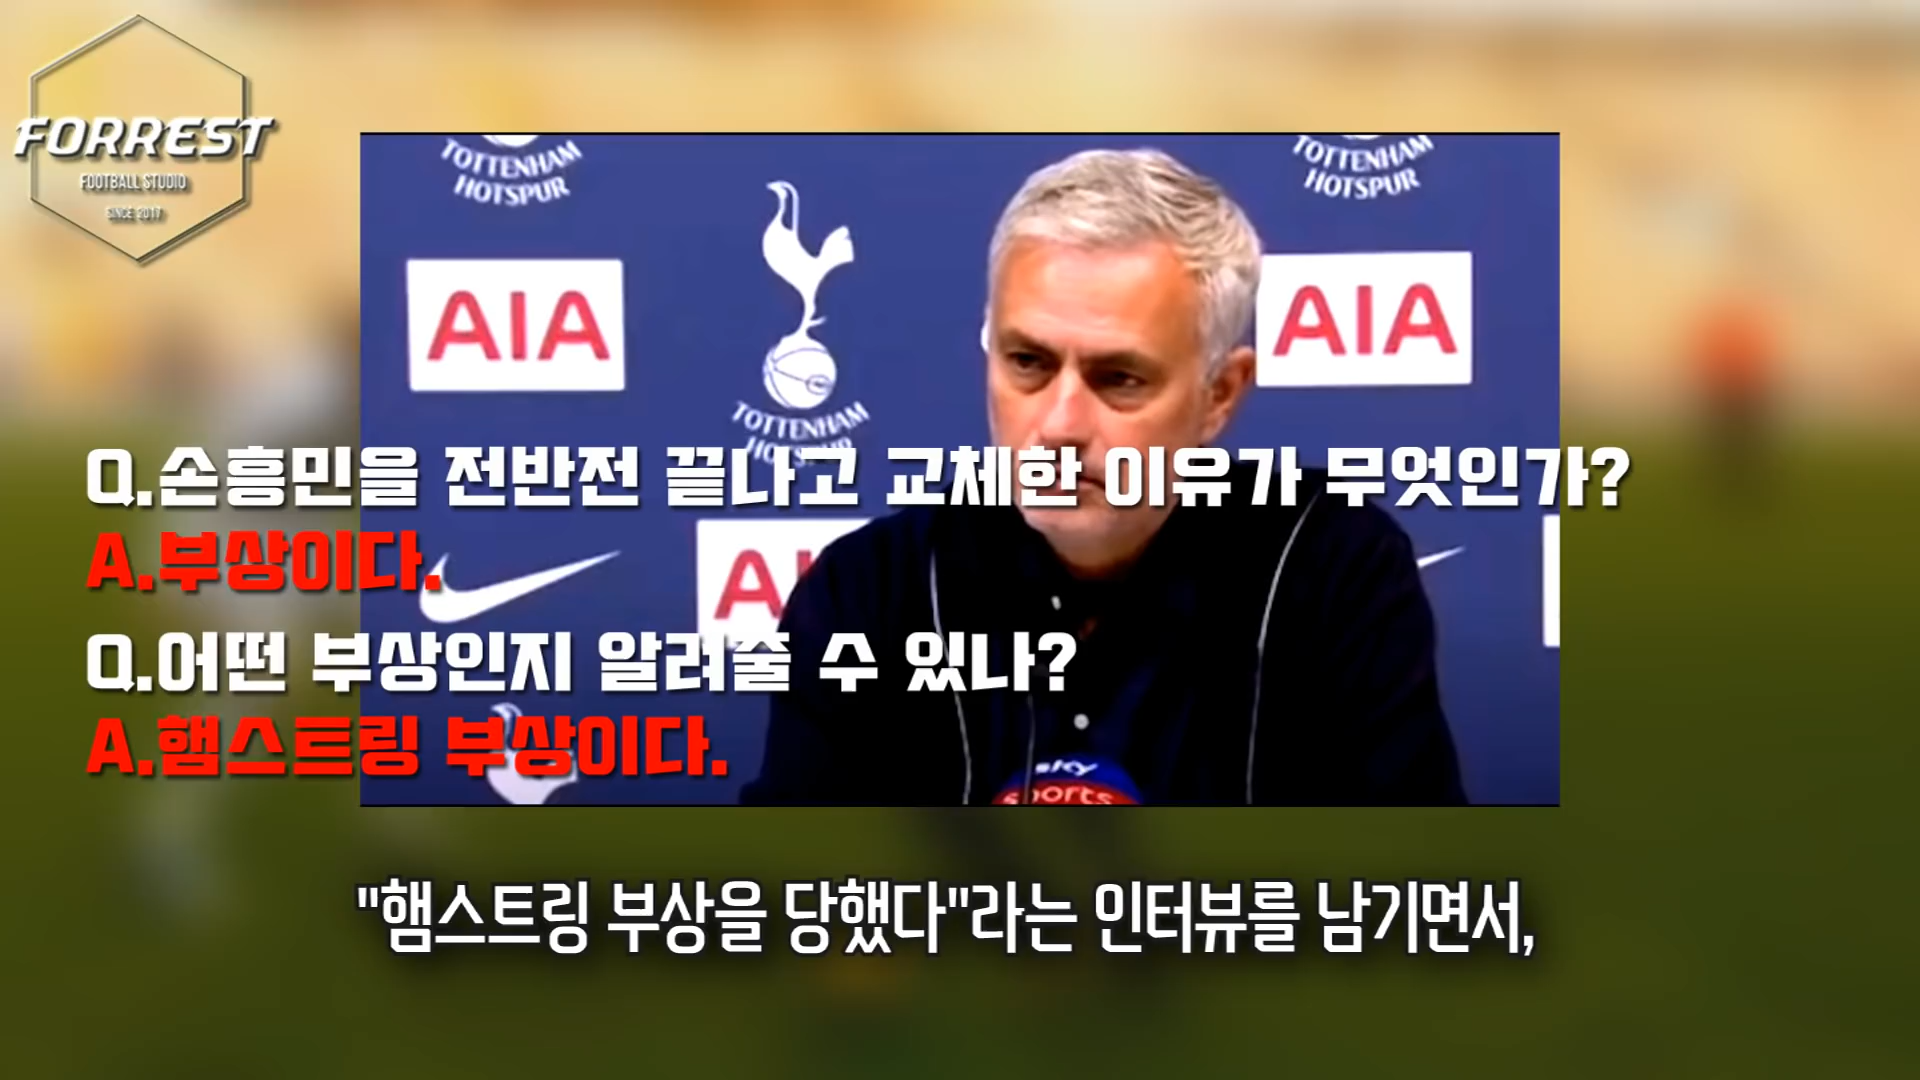 FORREST
FOOTBALL STUDIO
SINCE 2017
TOTTENHAM
HOTSPUR
TOTTENHAM
HOTSPUR
AIA
AIA
TOTTENHAM
HOTSPUR
Q.손흥민을 전반전 끝나고 교체한 이유가 무엇인가?
A.부상이다.
AIA
Q.어떤 부상인지 알려줄 수 있나?
A.햄스트링 부상이다.
sky
sports
"햄스트링 부상을 당했다"라는 인터뷰를 남기면서,